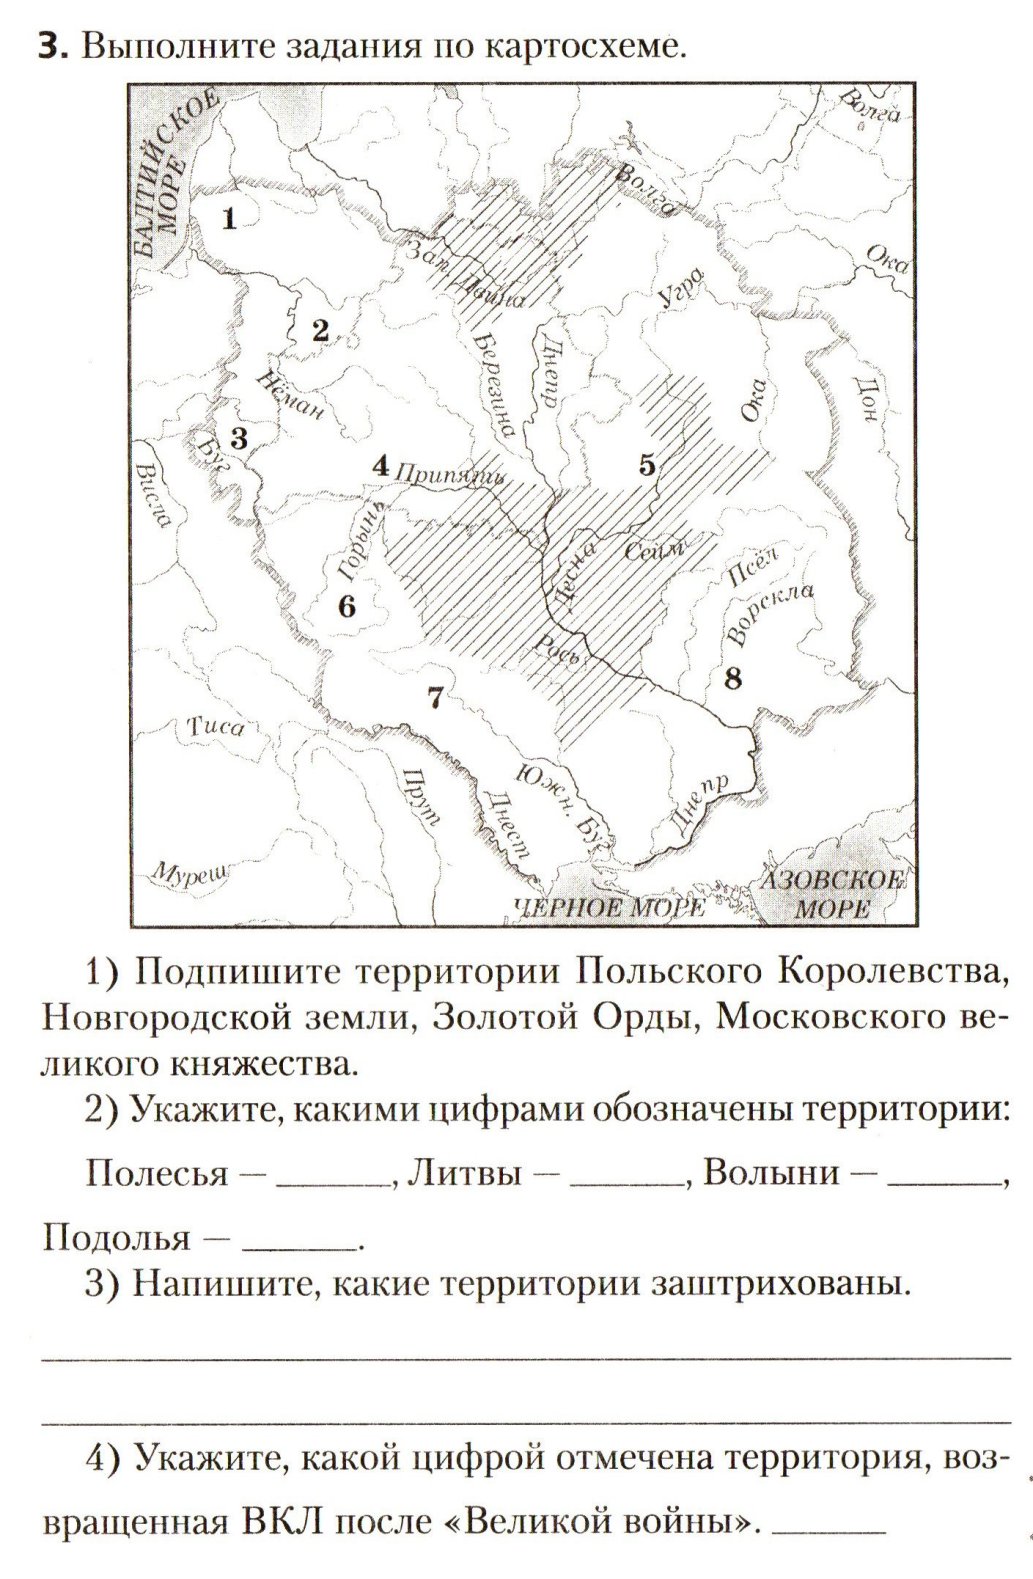 3. Выполните задания по картосхеме.
БАЛТИЙСКОЕ
МОРЕ
Волга
1
Волга
Зап. Двина
Ока
Угра
2
Березина
Днепр
Нёман
Ока
Дон
3
Буг
4
Припять
5
Висла
Горынь
Десна
Сейм
Псёл
Ворскла
6
Рось
7
8
Тиса
Прут
Южн. Буг
Днепр
Днест
Муреш
АЗОВСКОЕ
МОРЕ
ЧЕРНОЕ МОРЕ
1) Подпишите территории Польского Королевства,
Новгородской земли, Золотой Орды, Московского ве-
ликого княжества.
2) Укажите, какими цифрами обозначены территории:
Полесья — ______, Литвы — ______, Волыни — ______,
Подолья — ______.
3) Напишите, какие территории заштрихованы.
4) Укажите, какой цифрой отмечена территория, воз-
вращенная ВКЛ после «Великой войны». ______